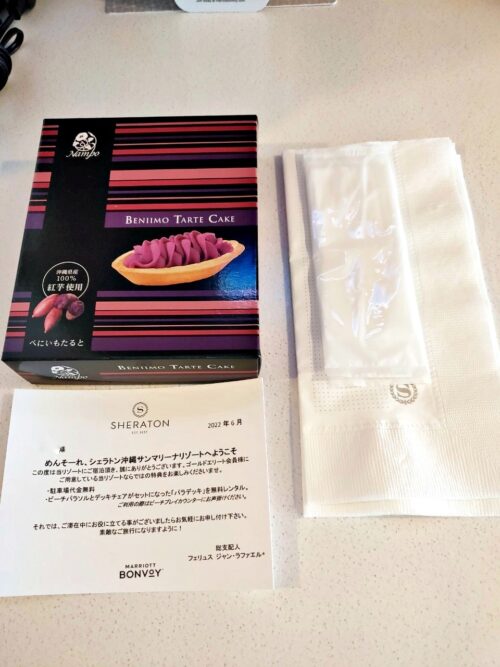 Nampo
BENIIMO TARTE CAKE
沖縄県産
100%
紅芋使用
べにいもたると
BENIIMO TARTE CAKE
S
SHERATON
2022 年 6 月
様
めんそーれ、シェラトン沖縄サンマリーナリゾートへようこそ
この度は当リゾートにご宿泊頂き、誠にありがとうございます。ゴールドエリート会員様に
ご用意している当リゾートならではの特典をお楽しみくださいませ。
・駐車場代金無料
・ビーチパラソルとデッキチェアがセットになった「パラデッキ」を無料レンタル。
ご利用の際はビーチプレイカウンターにお声掛けください。
それでは、ご滞在中にお役に立てる事がございましたらお気軽にお申し付け下さい。
素敵なご旅行になりますように！
総支配人
フェリュス ジャン・ラファエル
MARRIOTT
BONVOY
S